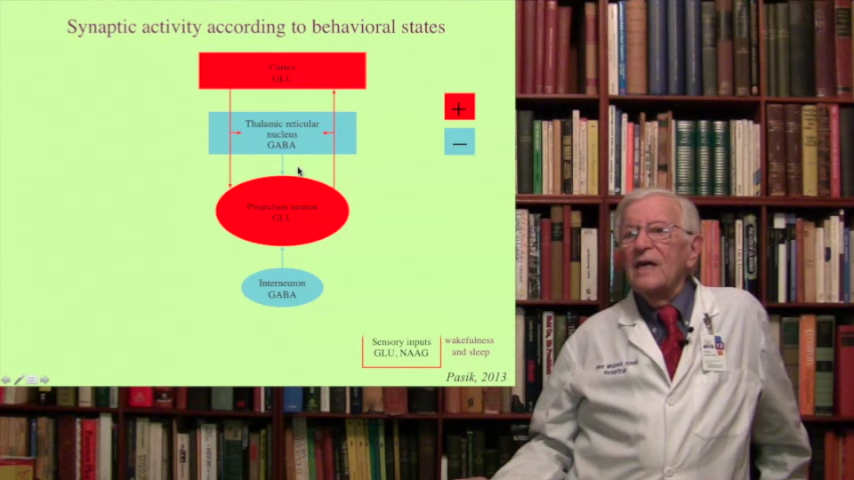 Synaptic activity according to behavioral states
Cortex
GLU
+
Thalamic reticular
nucleus
GABA
−
Projection neuron
GLU
Interneuron
GABA
Sensory inputs
GLU, NAAG
wakefulness
and sleep
Pasik, 2013